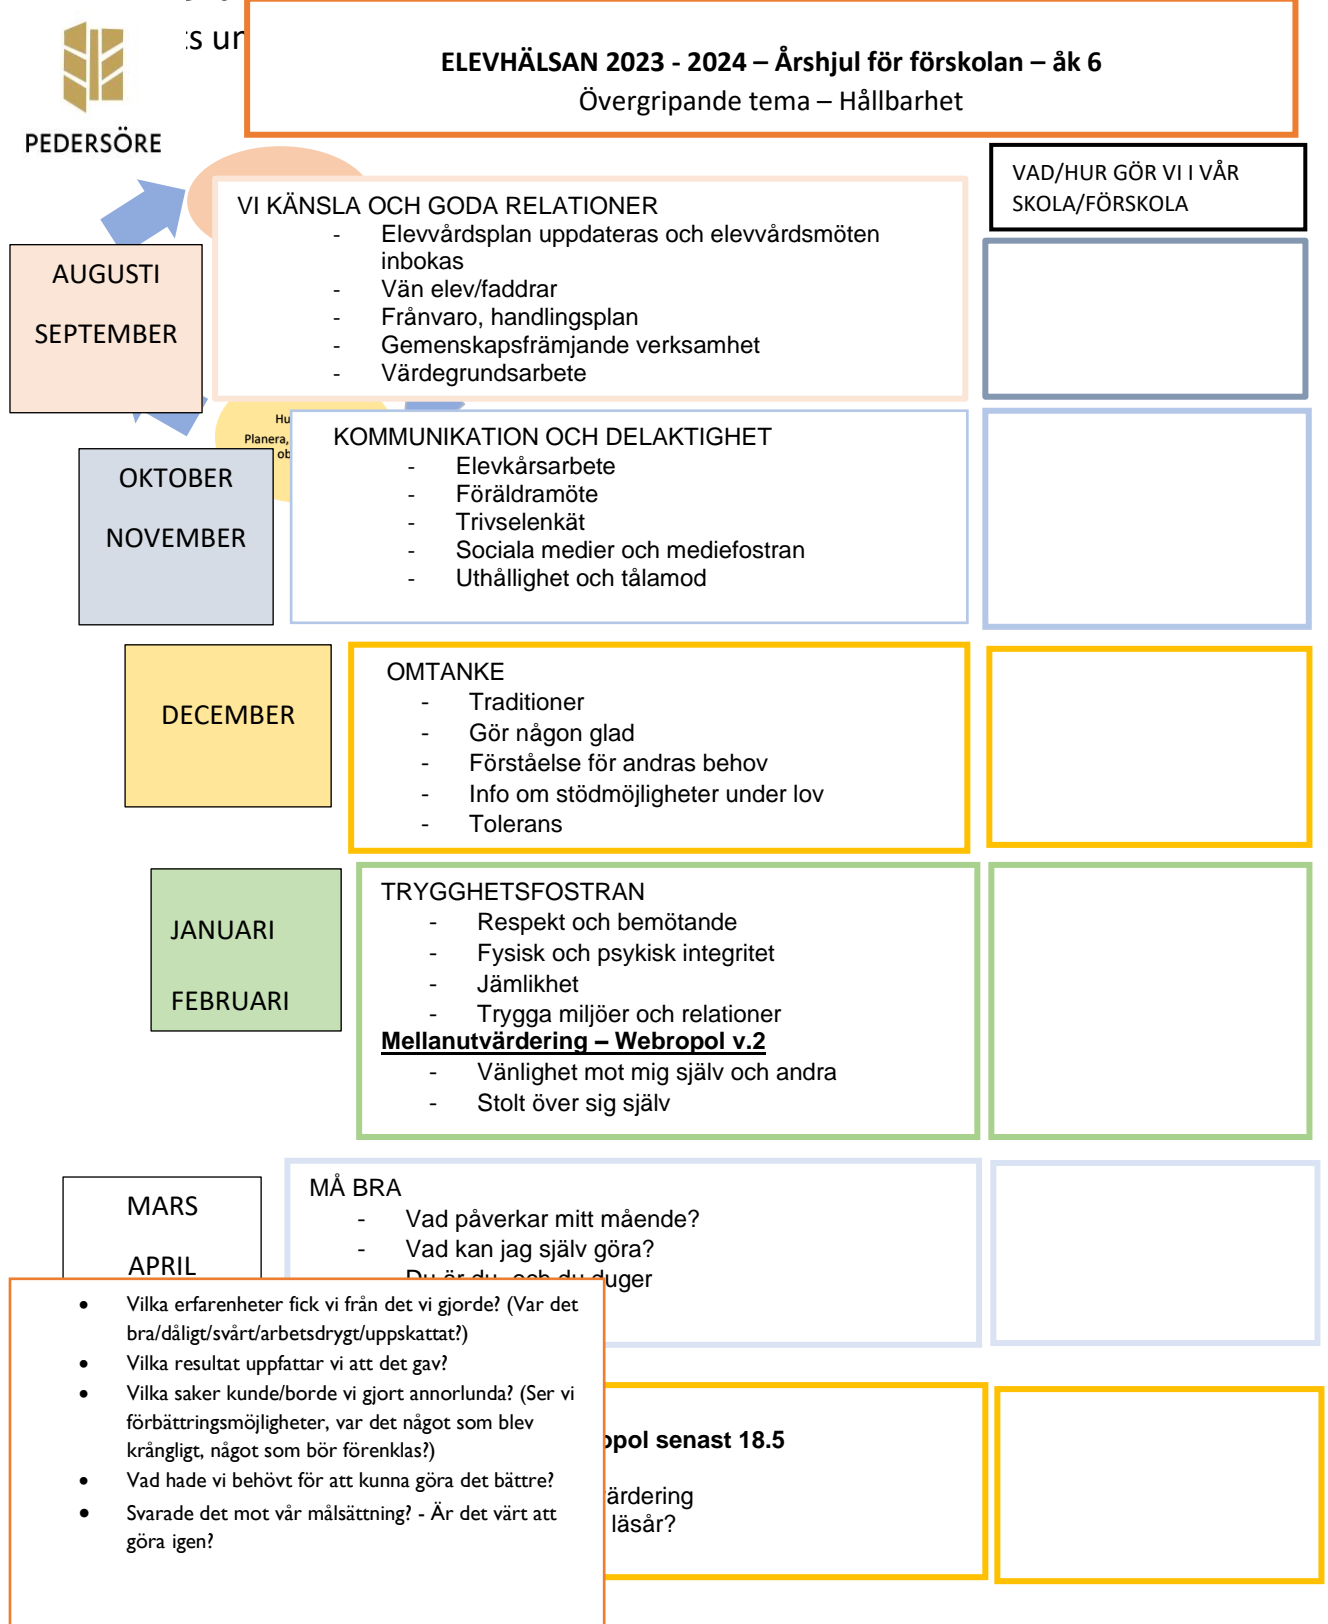 PEDERSÖRE
ELEVHÄLSAN 2023 - 2024 – Årshjul för förskolan – åk 6
Övergripande tema – Hållbarhet
VAD/HUR GÖR VI I VÅR
SKOLA/FÖRSKOLA
AUGUSTI
SEPTEMBER
VI KÄNSLA OCH GODA RELATIONER
- Elevvårdsplan uppdateras och elevvårdsmöten
inbokas
- Vän elev/faddrar
- Frånvaro, handlingsplan
- Gemenskapsfrämjande verksamhet
- Värdegrundsarbete
Planera,
OKTOBER
NOVEMBER
KOMMUNIKATION OCH DELAKTIGHET
- Elevkårsarbete
- Föräldramöte
- Trivselenkät
- Sociala medier och mediefostran
- Uthållighet och tålamod
DECEMBER
OMTANKE
- Traditioner
- Gör någon glad
- Förståelse för andras behov
- Info om stödmöjligheter under lov
- Tolerans
JANUARI
FEBRUARI
TRYGGHETSFOSTRAN
- Respekt och bemötande
- Fysisk och psykisk integritet
- Jämlikhet
- Trygga miljöer och relationer
Mellanutvärdering – Webropol v.2
- Vänlighet mot mig själv och andra
- Stolt över sig själv
MARS
APRIL
MÅ BRA
- Vad påverkar mitt mående?
- Vad kan jag själv göra?
Du är du, och du duger
• Vilka erfarenheter fick vi från det vi gjorde? (Var det
bra/dåligt/svårt/arbetsdrygt/uppskattat?)
• Vilka resultat uppfattar vi att det gav?
• Vilka saker kunde/borde vi gjort annorlunda? (Ser vi
förbättringsmöjligheter, var det något som blev
krångligt, något som bör förenklas?)
• Vad hade vi behövt för att kunna göra det bättre?
• Svarade det mot vår målsättning? - Är det värt att
göra igen?
senast 18.5
läsår?